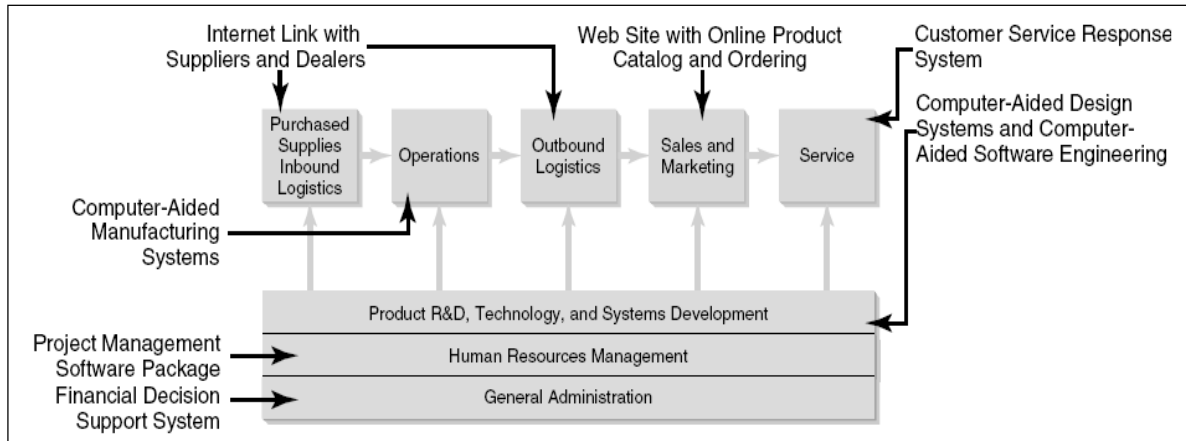 Internet Link with
Suppliers and Dealers
Web Site with Online Product
Catalog and Ordering
Customer Service Response
System
Computer-Aided Design
Systems and Computer-
Aided Software Engineering
Purchased
Supplies
Inbound
Logistics
Operations
Outbound
Logistics
Sales and
Marketing
Service
Computer-Aided
Manufacturing
Systems
Product R&D, Technology, and Systems Development
Project Management
Software Package
Human Resources Management
Financial Decision
Support System
General Administration